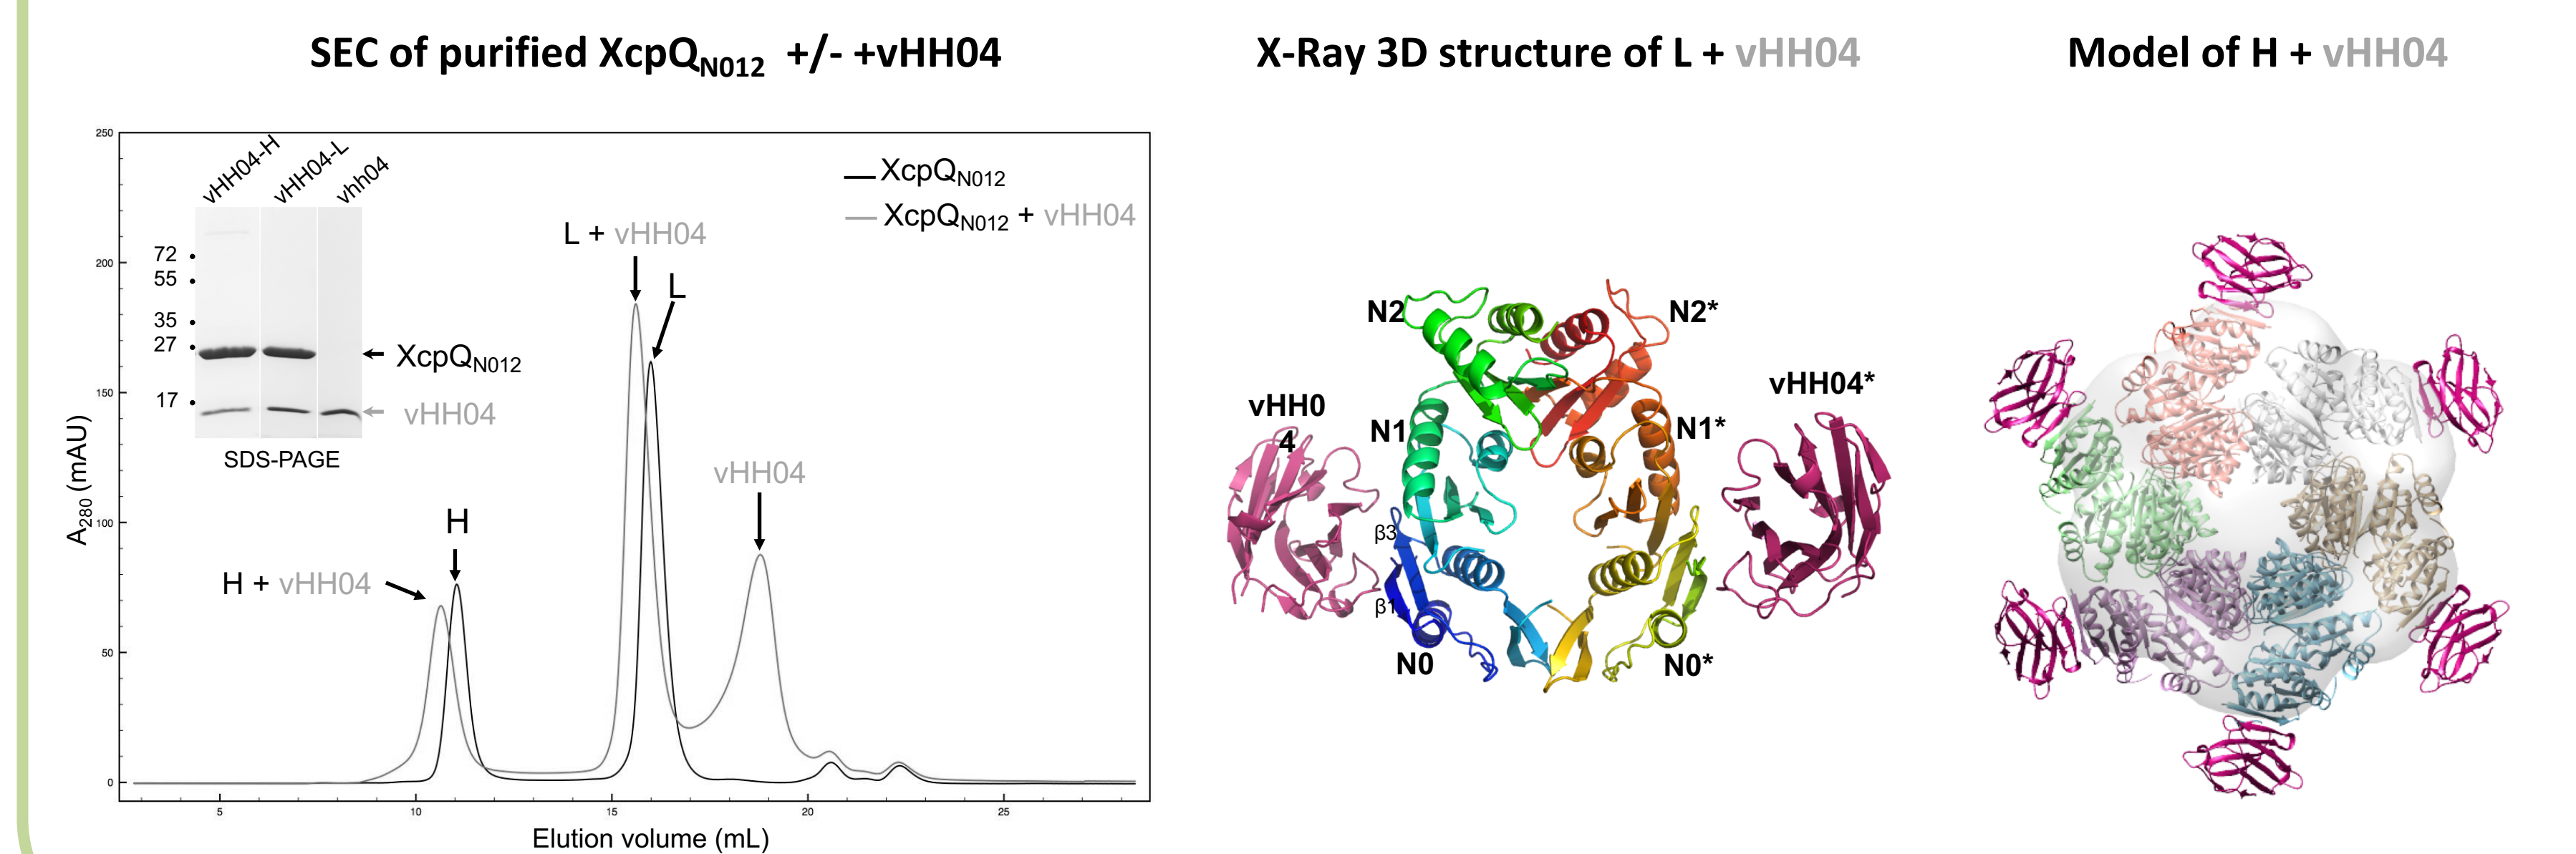 SEC of purified XcpQN012 +/- +vHH04
X-Ray 3D structure of L + vHH04
Model of H + vHH04
250
200
150
100
50
0
A280 (mAU)
5
10
15
20
25
Elution volume (mL)
vHH04-H
vHH04-L
vhh04
72
55
35
27
17
XcpQN012
vHH04
SDS-PAGE
XcpQN012
XcpQN012 + vHH04
L + vHH04
L
vHH04
H
H + vHH04
N2
N2*
vHH0
4
vHH04*
N1
N1*
β3
β1
N0
N0*